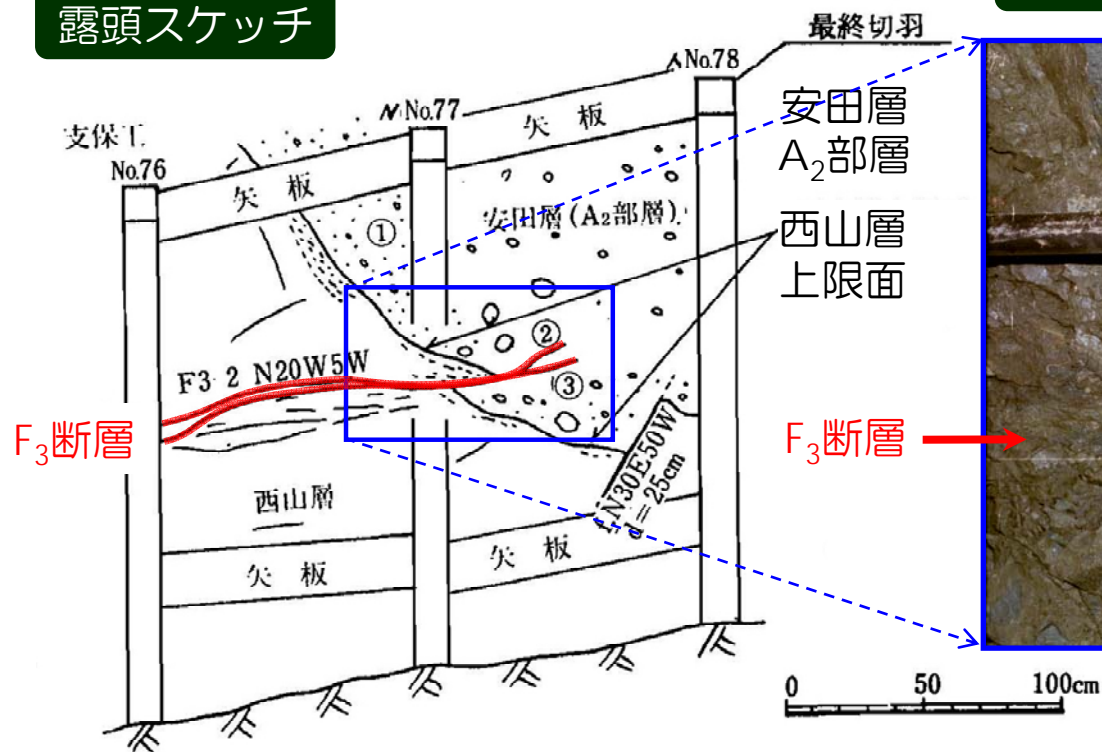 露頭スケッチ
最終切羽
No.78
No.77
支保工
No.76
矢板
矢板
安田層
A₂部層
①
安田層(A₂部層)
西山層
上限面
②
F3-2 N20W5W
③
F₃断層
F₃断層
N30E50W
d=25cm
西山層
矢板
矢板
0 50 100cm